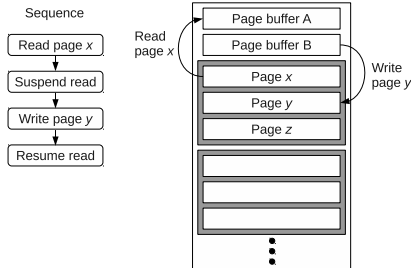 Sequence
Read page x
Suspend read
Write page y
Resume read
Read
page x
Page buffer A
Page buffer B
Page x
Page y
Page z
Write
page y